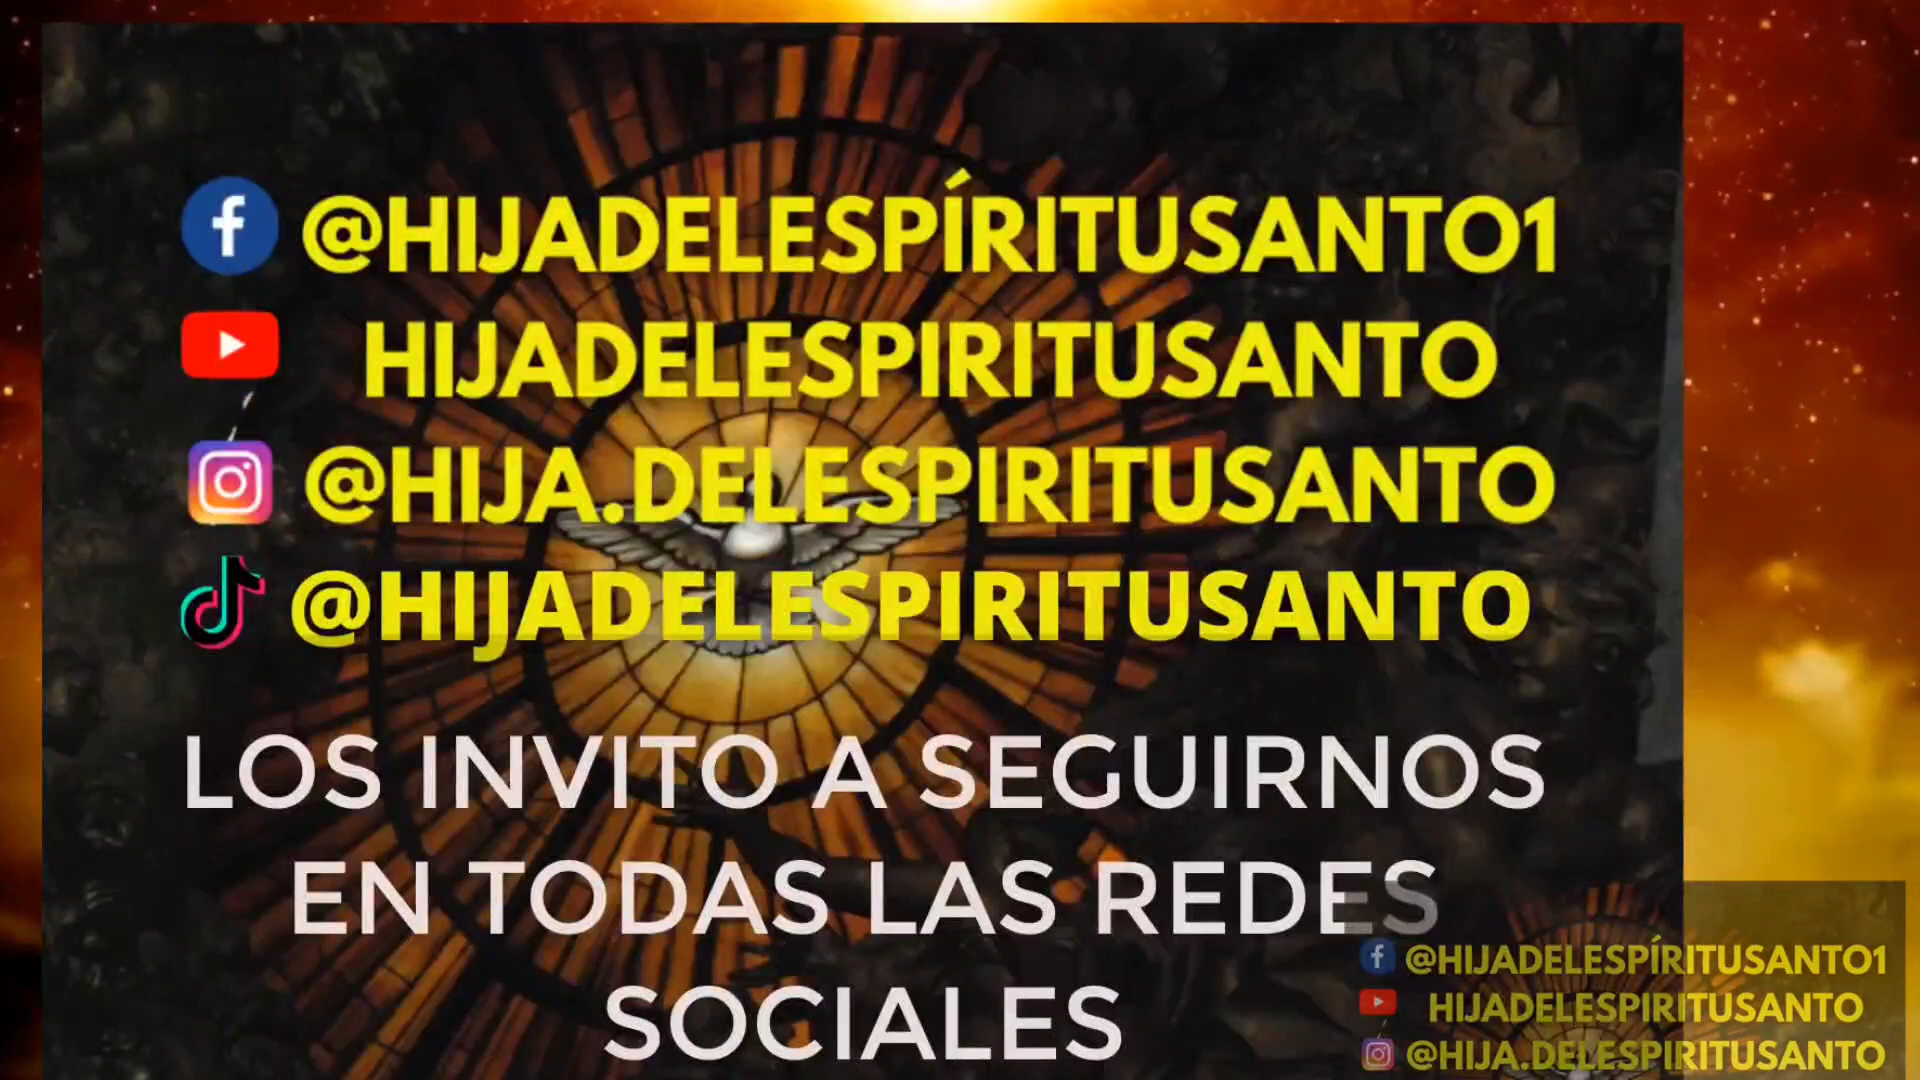 @HIJADELESPÍRITUSANTO1
HIJADELESPIRITUSANTO
@HIJA.DELESPIRITUSANTO
@HIJADELESPIRITUSANTO
LOS INVITO A SEGUIRNOS
EN TODAS LAS REDES
SOCIALES
@HIJADELESPÍRITUSANTO1
HIJADELESPIRITUSANTO
@HIJA.DELESPIRITUSANTO